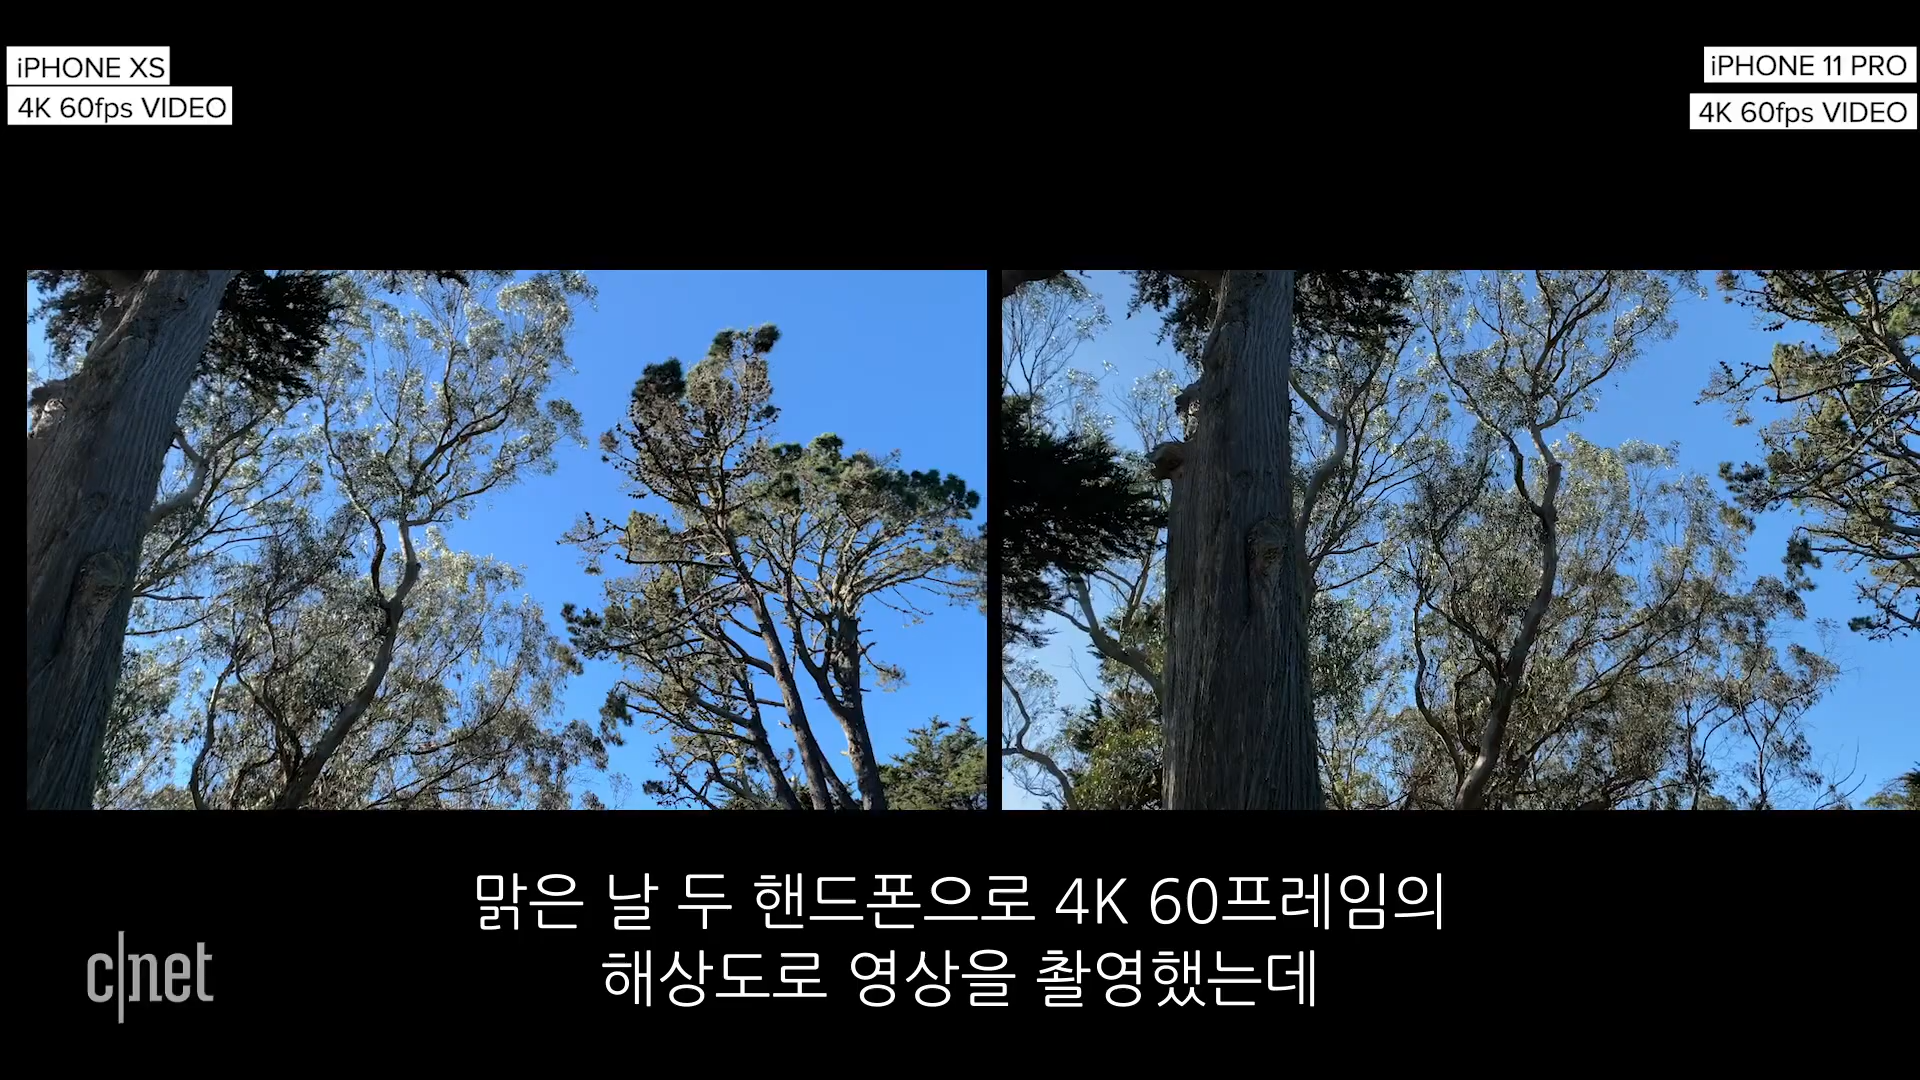 iPHONE XS
4K 60fps VIDEO
iPHONE 11 PRO
4K 60fps VIDEO
맑은 날 두 핸드폰으로 4K 60프레임의
해상도로 영상을 촬영했는데
c|net